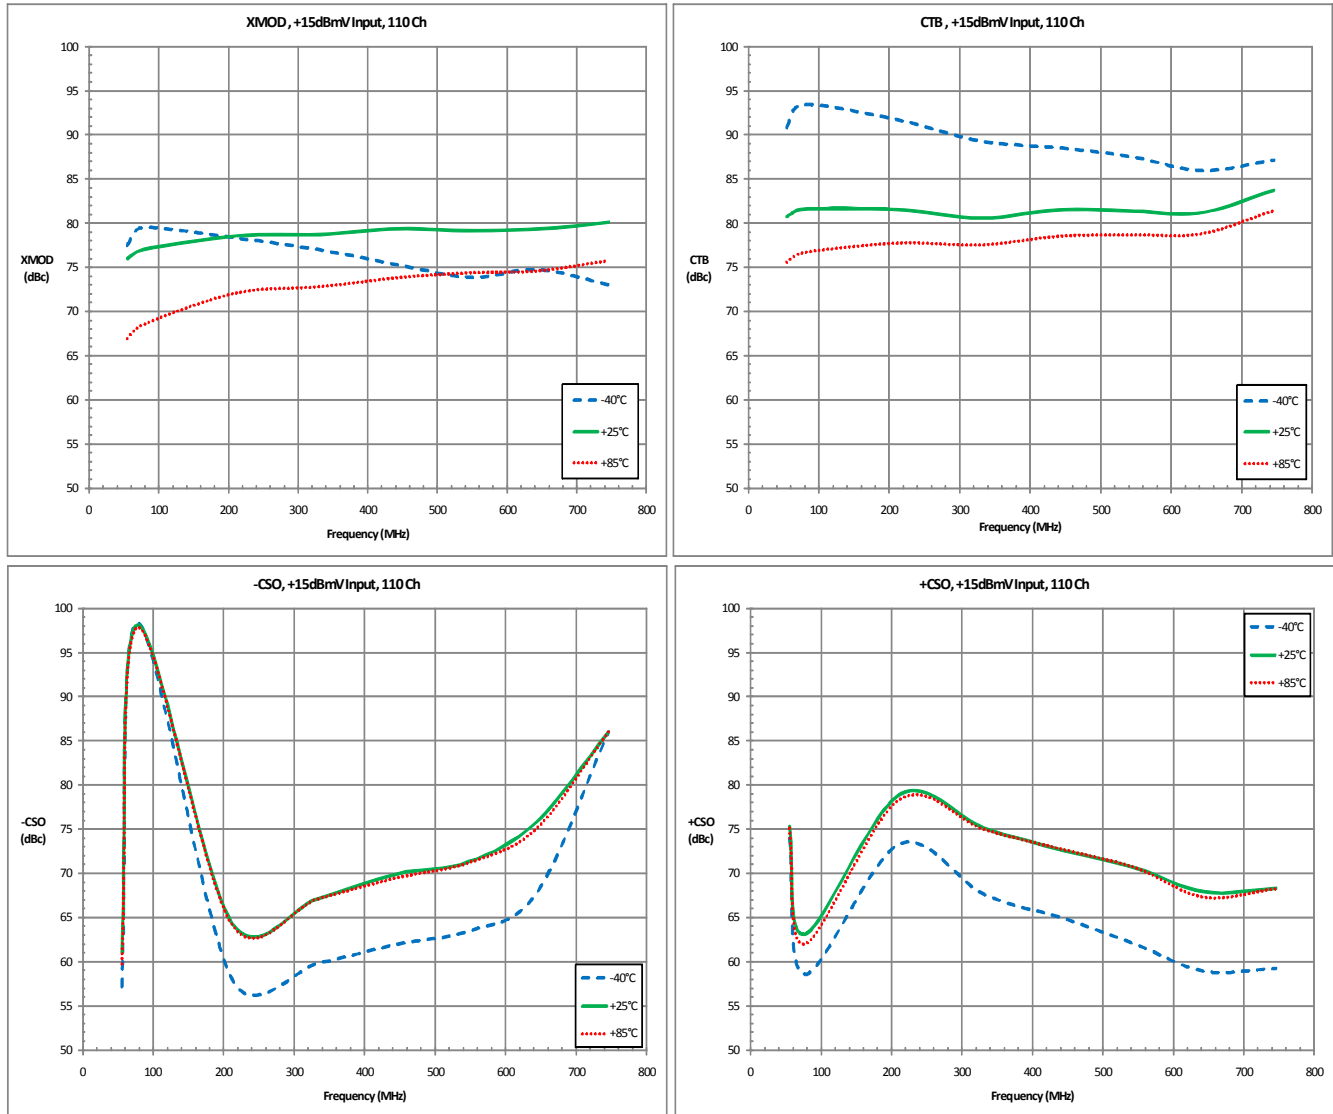 XMOD , +15dBmV Input, 110 Ch
100
95
90
85
80
75
70
65
60
55
50
XMOD
(dBc)
0 100 200 300 400 500 600 700 800
Frequency (MHz)
-40°C
+25°C
+85°C
CTB , +15dBmV Input, 110 Ch
100
95
90
85
80
75
70
65
60
55
50
CTB
(dBc)
0 100 200 300 400 500 600 700 800
Frequency (MHz)
-40°C
+25°C
+85°C
-CSO, +15dBmV Input, 110 Ch
100
95
90
85
80
75
70
65
60
55
50
-CSO
(dBc)
0 100 200 300 400 500 600 700 800
Frequency (MHz)
-40°C
+25°C
+85°C
+CSO, +15dBmV Input, 110 Ch
100
95
90
85
80
75
70
65
60
55
50
+CSO
(dBc)
0 100 200 300 400 500 600 700 800
Frequency (MHz)
-40°C
+25°C
+85°C